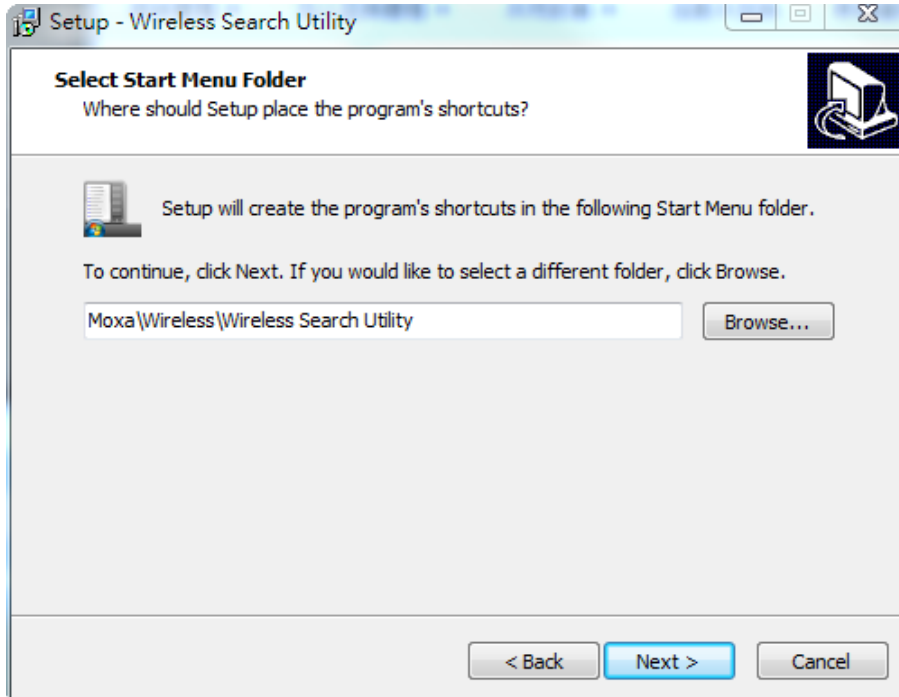 Setup - Wireless Search Utility
Select Start Menu Folder
Where should Setup place the program's shortcuts?
Setup will create the program's shortcuts in the following Start Menu folder.
To continue, click Next. If you would like to select a different folder, click Browse.
Moxa\Wireless\Wireless Search Utility
Browse...
< Back
Next >
Cancel